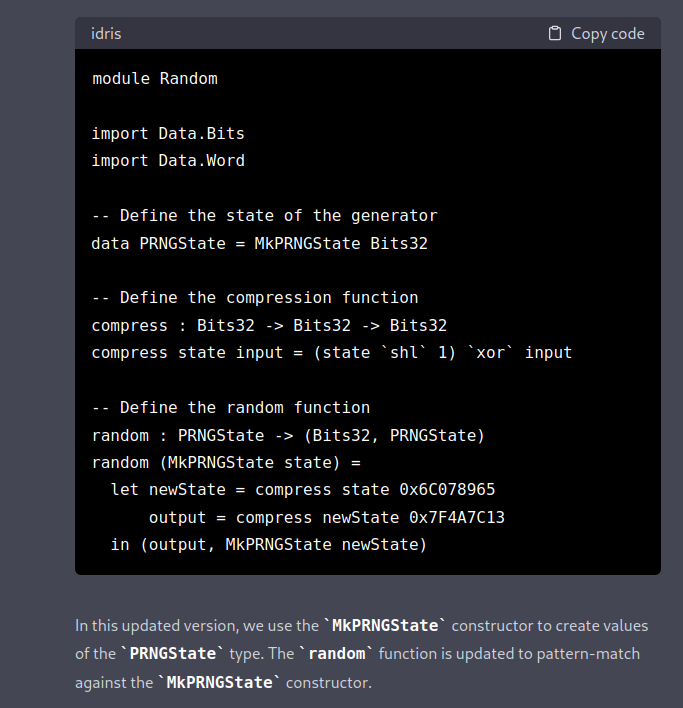 idris Copy code
module Random
import Data.Bits
import Data.Word
-- Define the state of the generator
data PRNGState = MkPRNGState Bits32
-- Define the compression function
compress : Bits32 -> Bits32 -> Bits32
compress state input = (state `shl` 1) `xor` input
-- Define the random function
random : PRNGState -> (Bits32, PRNGState)
random (MkPRNGState state) =
  let newState = compress state 0x6C078965
      output = compress newState 0x7F4A7C13
  in (output, MkPRNGState newState)
In this updated version, we use the `MkPRNGState` constructor to create values
of the `PRNGState` type. The `random` function is updated to pattern-match
against the `MkPRNGState` constructor.